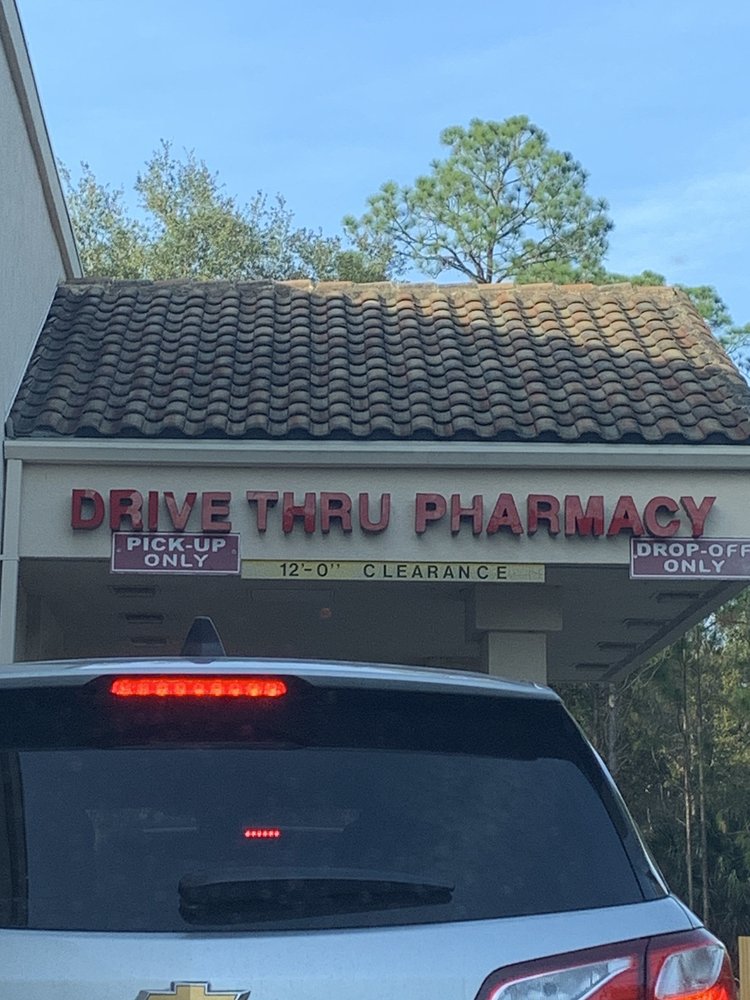 DRIVE THRU PHARMACY
PICK-UP
ONLY
12'-0" CLEARANCE
DROP-OFF
ONLY